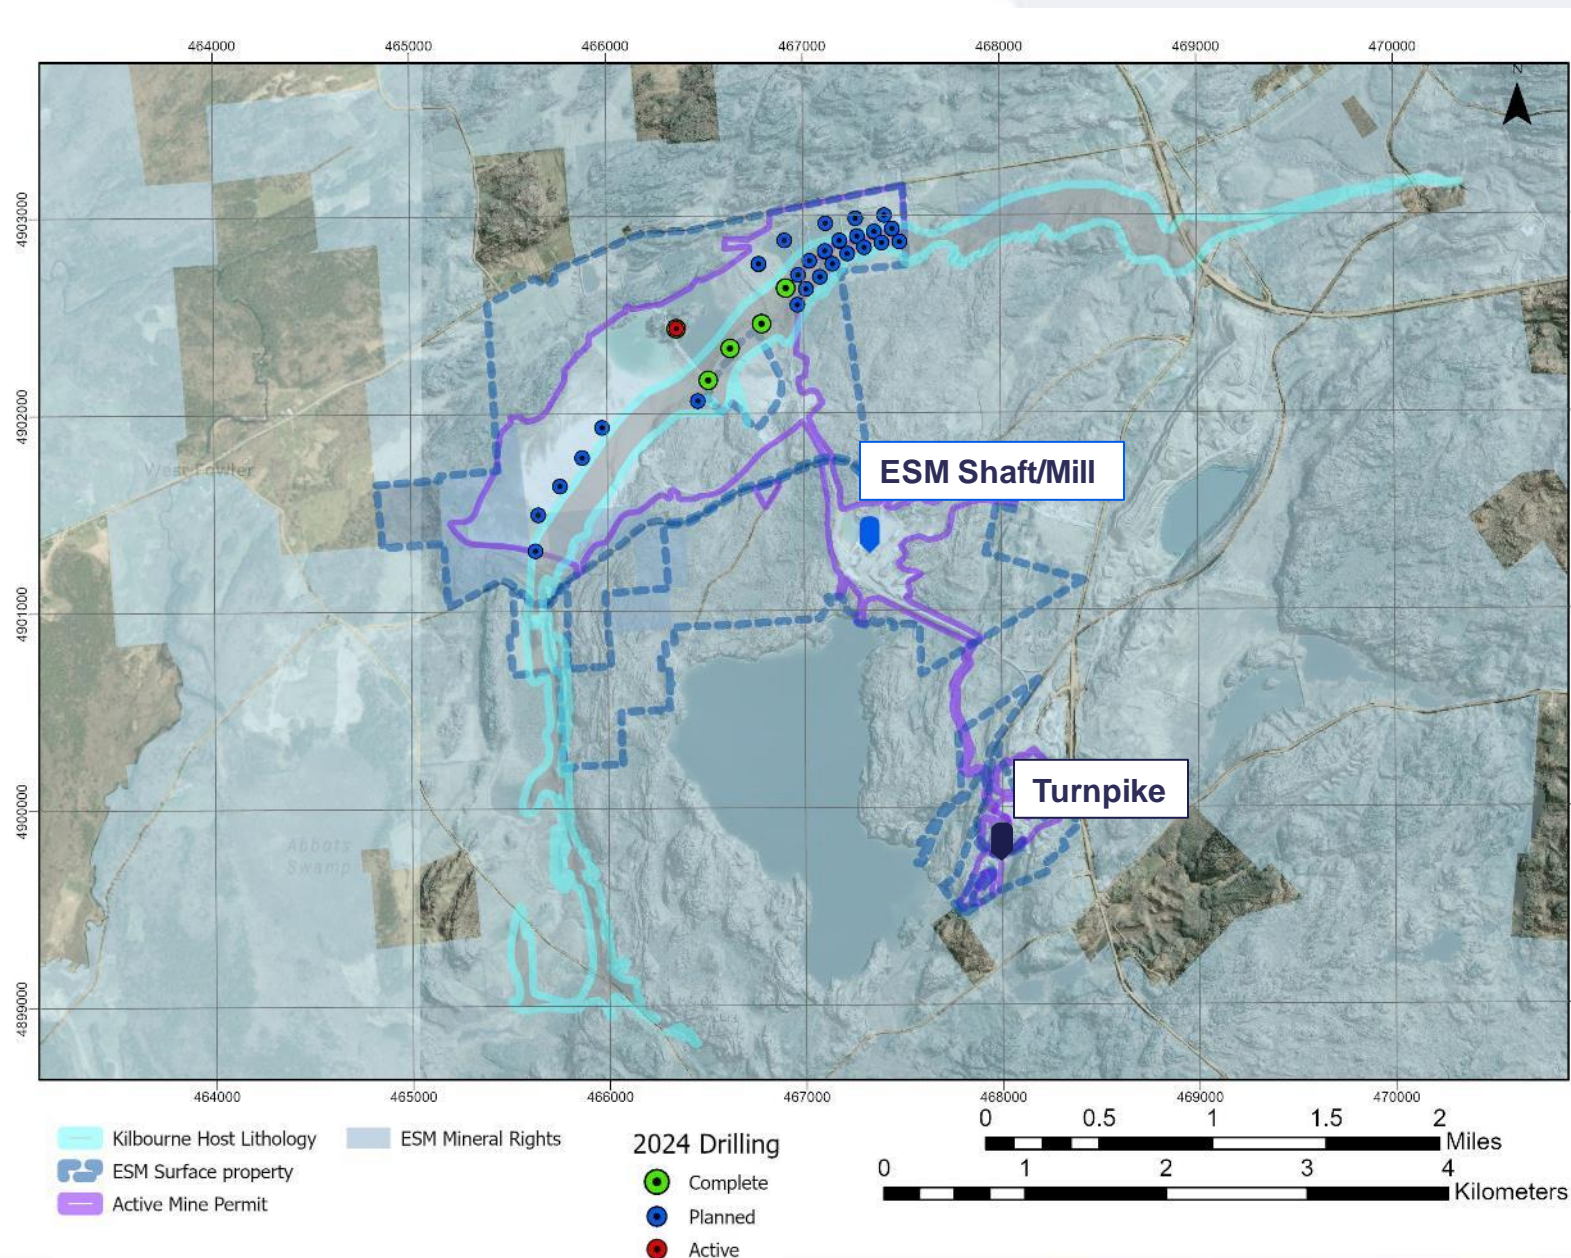 464000 465000 466000 467000 468000 469000 470000
N
4903000
4902000
West Fowler
ESM Shaft/Mill
4901000
Turnpike
4900000
Abbots
4899000
464000 465000 466000 467000 468000 469000 470000
Kilbourne Host Lithology
ESM Mineral Rights
ESM Surface property
Active Mine Permit
2024 Drilling
Complete
Planned
Active
0 0.5 1 1.5 2
Miles
0 1 2 3 4
Kilometers